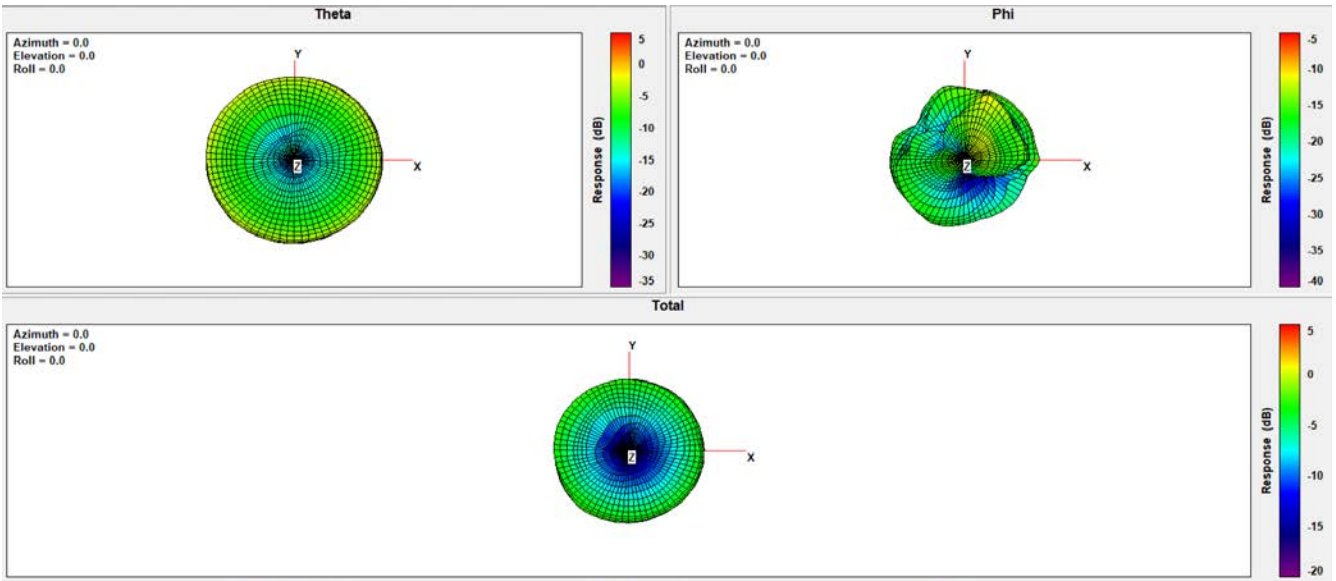 Theta
Azimuth = 0.0
Elevation = 0.0
Roll = 0.0
Y
X
Z
5
0
-5
-10
-15
-20
-25
-30
-35
Response (dB)
Phi
Azimuth = 0.0
Elevation = 0.0
Roll = 0.0
Y
X
Z
-5
-10
-15
-20
-25
-30
-35
-40
Response (dB)
Total
Azimuth = 0.0
Elevation = 0.0
Roll = 0.0
Y
X
Z
5
0
-5
-10
-15
-20
Response (dB)